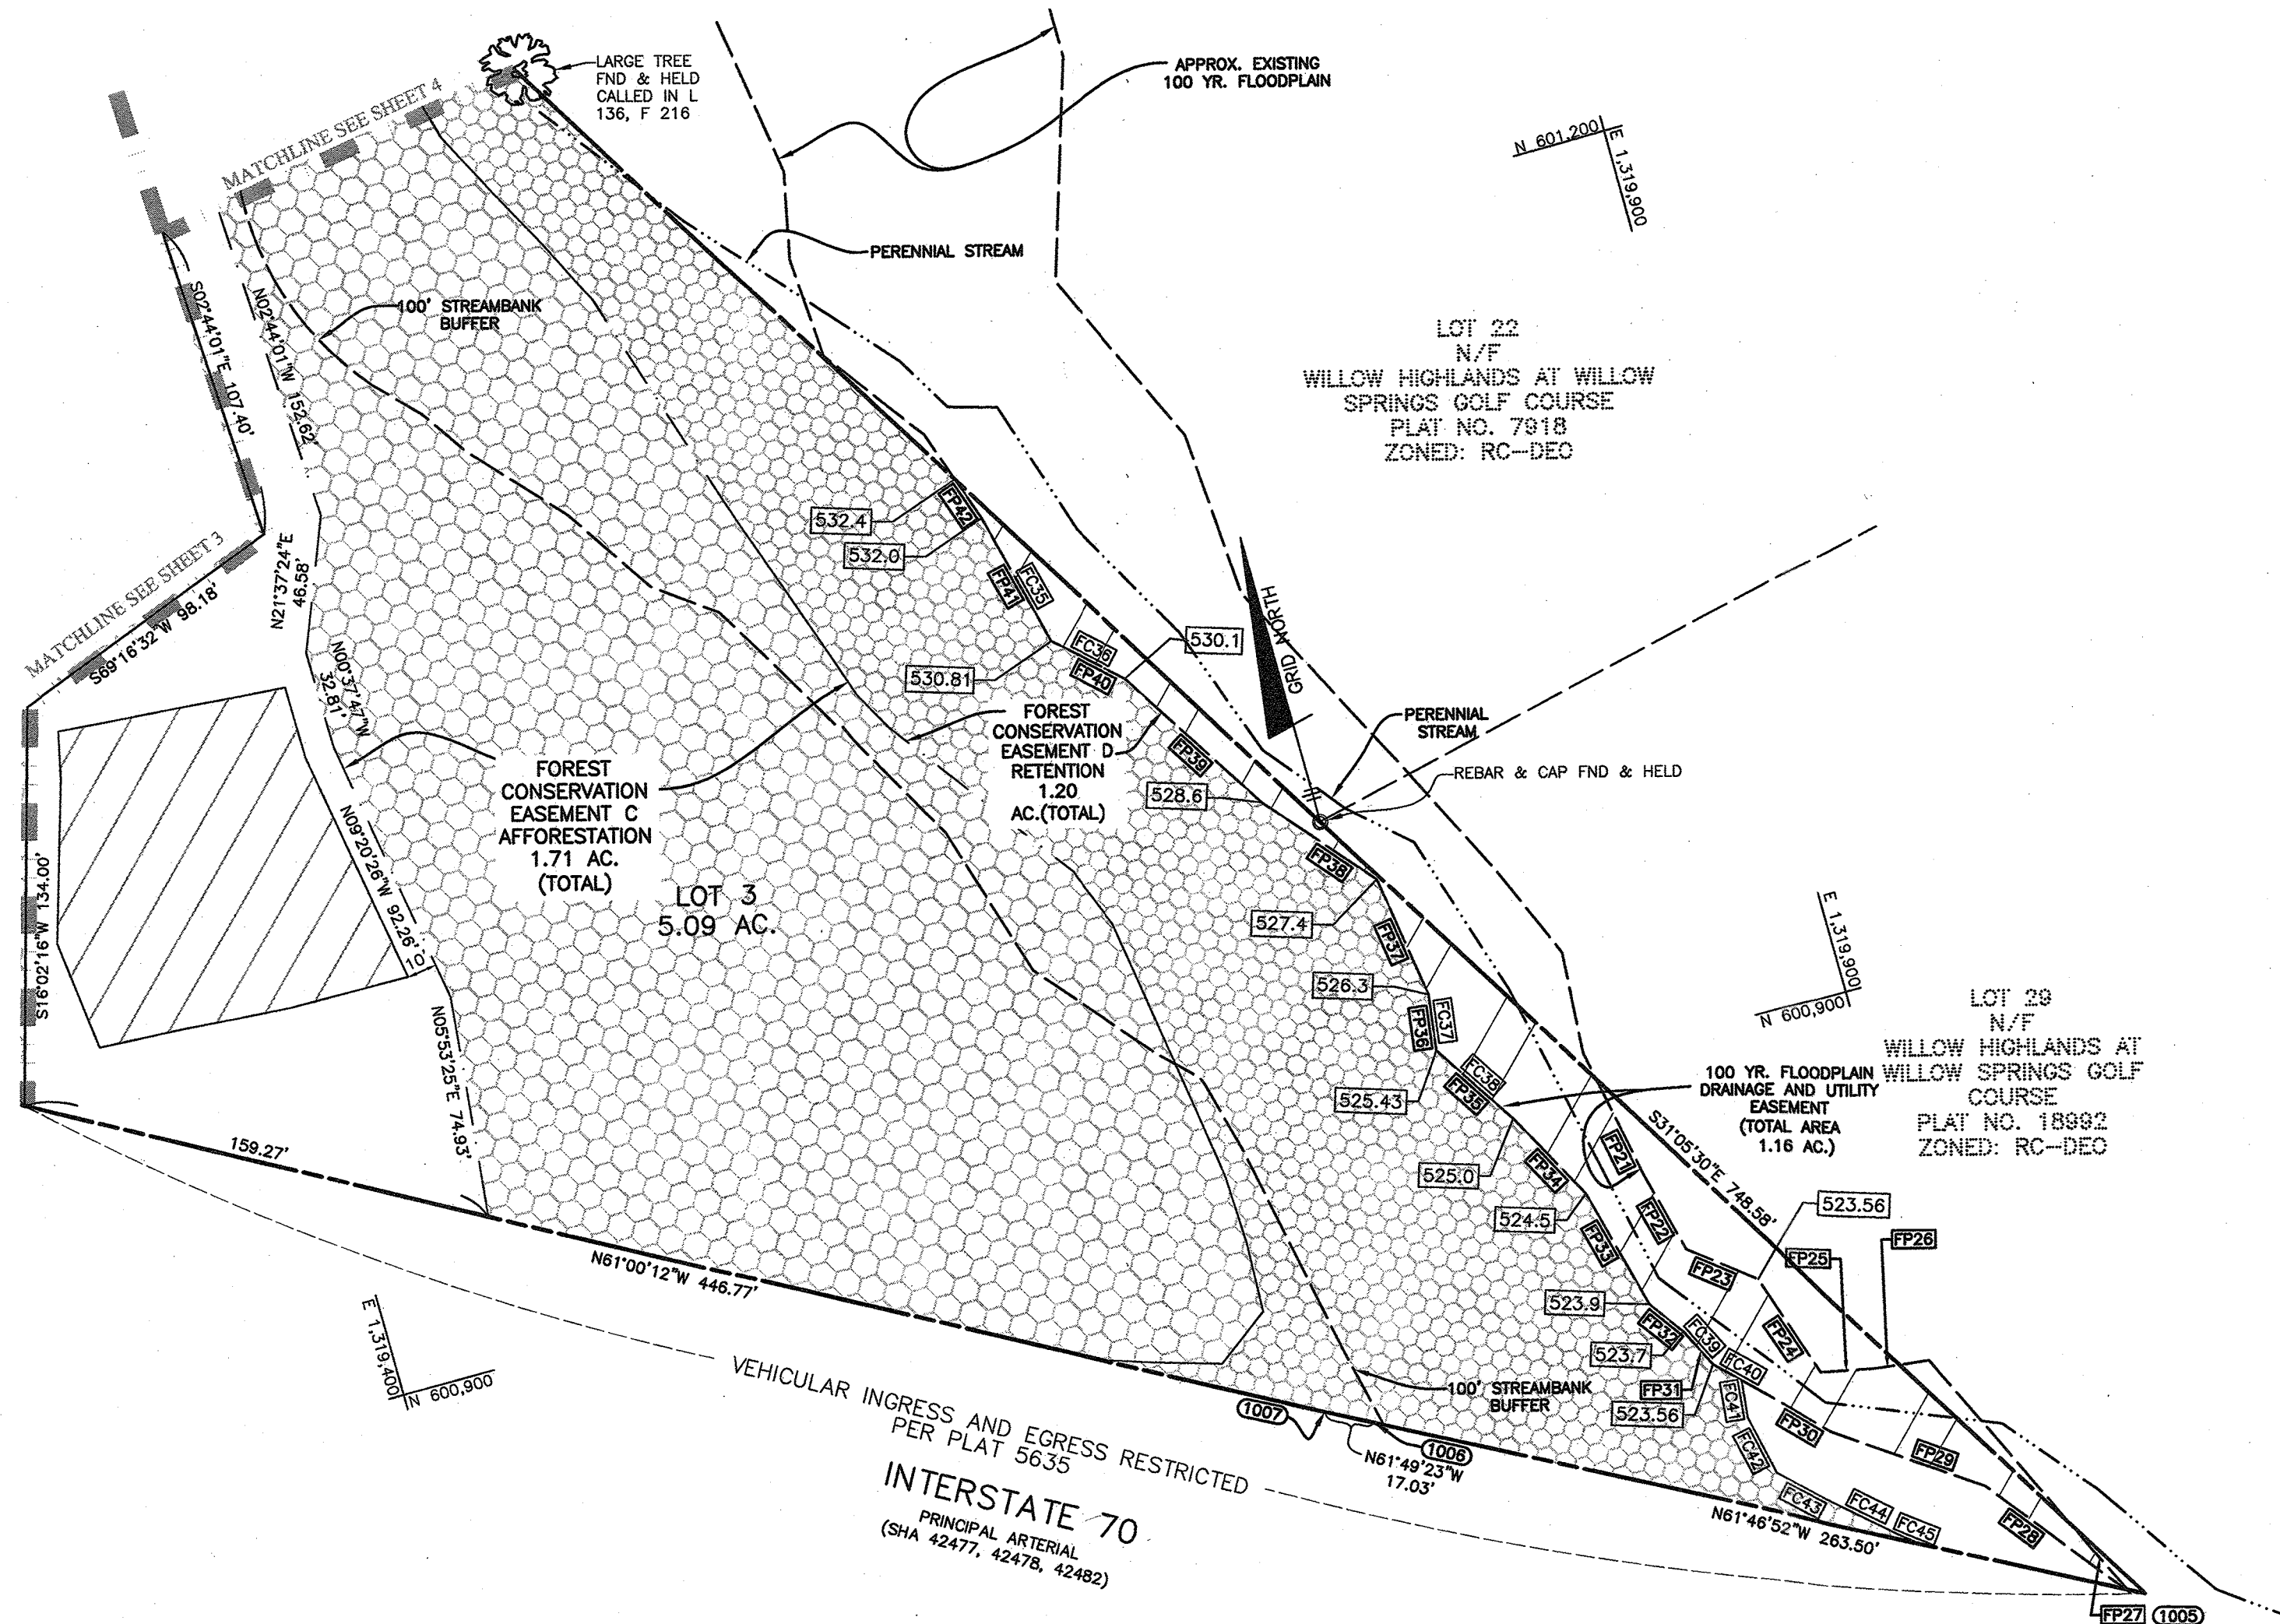 LARGE TREE
FND & HELD
CALLED IN L
136, F 216
APPROX. EXISTING
100 YR. FLOODPLAIN
MATCHLINE SEE SHEET 4
N 601,200
E 1,319,900
PERENNIAL STREAM
100' STREAMBANK
BUFFER
S02°44'01"E 107.40'
N02°44'01"W 152.62'
LOT 22
N/F
WILLOW HIGHLANDS AT WILLOW
SPRINGS GOLF COURSE
PLAT NO. 7918
ZONED: RC-DEO
532.4
532.0
FP42
FP41
FC35
MATCHLINE SEE SHEET 3
S69°16'32"W 98.18'
N21°37'24"E
46.58'
N00°37'47"W
32.81'
FC36
FP40
530.1
530.81
GRID NORTH
FOREST
CONSERVATION
EASEMENT D
RETENTION
1.20
AC.(TOTAL)
FP39
528.6
PERENNIAL
STREAM
REBAR & CAP FND & HELD
FOREST
CONSERVATION
EASEMENT C
AFFORESTATION
1.71 AC.
(TOTAL)
LOT 3
5.09 AC.
N09°20'26"W 92.26'
10'
S16°02'16"W 134.00'
FP38
527.4
FP37
526.3
FP36
FC37
FC38
FP35
525.43
E 1,319,900
N 600,900
LOT 29
N/F
WILLOW HIGHLANDS AT
WILLOW SPRINGS GOLF
COURSE
PLAT NO. 18992
ZONED: RC-DEO
100 YR. FLOODPLAIN
DRAINAGE AND UTILITY
EASEMENT
(TOTAL AREA
1.16 AC.)
N05°53'25"E 74.93'
159.27'
525.0
FP34
524.5
FP33
FP21
FP22
S31°05'30"E 748.58'
523.56
FP23
FP25
FP26
FP24
523.9
FP32
523.7
FC39
FC40
FP31
523.56
FC41
FC42
FP30
FP29
FC43
FC44
FC45
FP28
FP27
1005
N61°00'12"W 446.77'
E 1,319,400
N 600,900
VEHICULAR INGRESS AND EGRESS RESTRICTED
PER PLAT 5635
INTERSTATE 70
PRINCIPAL ARTERIAL
(SHA 42477, 42478, 42482)
100' STREAMBANK
BUFFER
1007
1006
N61°49'23"W
17.03'
N61°46'52"W 263.50'